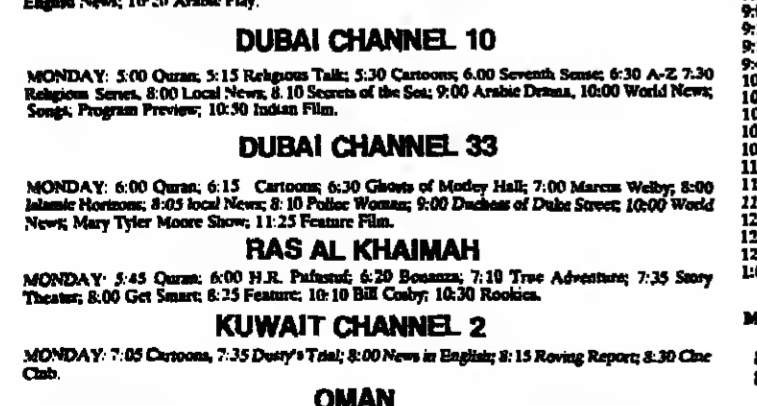 English News; 10:20 Arabic Play.
DUBAI CHANNEL 10
MONDAY: 5:00 Quran; 5:15 Religious Talk; 5:30 Cartoons; 6.00 Seventh Sense; 6:30 A-Z 7.30
Religious Series, 8:00 Local News; 8.10 Secrets of the Sea; 9:00 Arabic Drama, 10:00 World News;
Songs; Program Preview; 10:30 Indian Film.
DUBAI CHANNEL 33
MONDAY: 6:00 Quran; 6:15 Cartoons; 6:30 Ghosts of Motley Hall; 7:00 Marcus Welby; 8:00
Islamic Horizons; 8:05 local News; 8:10 Police Woman; 9:00 Duchess of Duke Street; 10:00 World
News; Mary Tyler Moore Show; 11:25 Feature Film.
RAS AL KHAIMAH
MONDAY: 5:45 Quran; 6:00 H.R. Pufnstuf; 6:20 Bonanza; 7:10 True Adventure; 7:35 Story
Theater; 8:00 Get Smart; 8:25 Feature; 10:10 Bill Cosby; 10:30 Rookies.
KUWAIT CHANNEL 2
MONDAY: 7:05 Cartoons, 7:35 Dusty's Trial; 8:00 News in English; 8:15 Roving Report; 8:30 Cine
Club.
OMAN